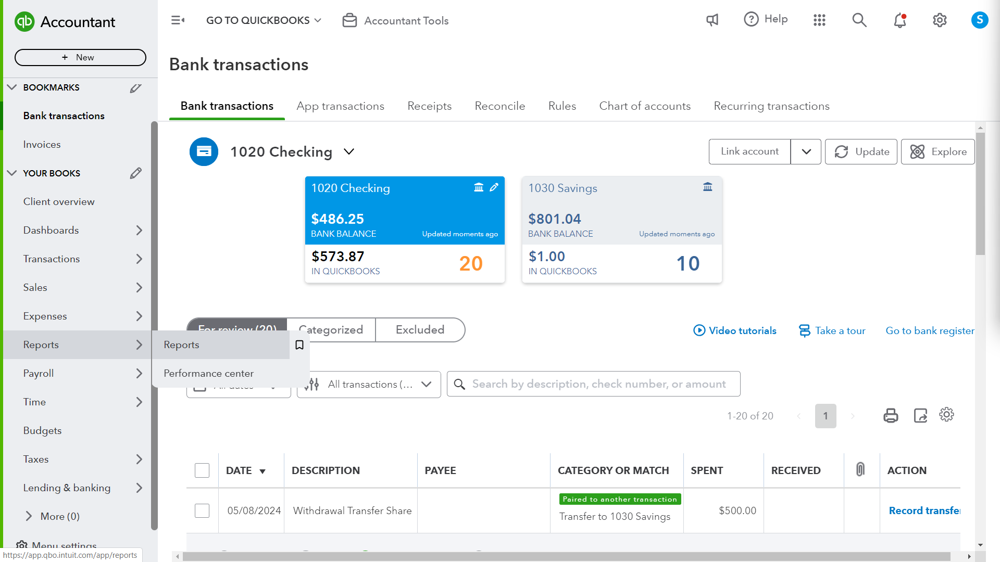 qb Accountant
GO TO QUICKBOOKS
Accountant Tools
Help
S
+ New
Bank transactions
BOOKMARKS
Bank transactions
Invoices
YOUR BOOKS
Client overview
Dashboards
Transactions
Sales
Expenses
Reports
Payroll
Time
Budgets
Taxes
Lending & banking
More (0)
Menu settings
https://app.qbo.intuit.com/app/reports
Reports
Performance center
Bank transactions App transactions Receipts Reconcile Rules Chart of accounts Recurring transactions
1020 Checking
Link account
Update
Explore
1020 Checking
$486.25
BANK BALANCE
Updated moments ago
$573.87
IN QUICKBOOKS
20
1030 Savings
$801.04
BANK BALANCE
Updated moments ago
$1.00
IN QUICKBOOKS
10
For review (20) Categorized Excluded
Video tutorials
Take a tour
Go to bank register
All dates
All transactions (...
Search by description, check number, or amount
1-20 of 20
1
DATE DESCRIPTION PAYEE CATEGORY OR MATCH SPENT RECEIVED ACTION
05/08/2024 Withdrawal Transfer Share
Paired to another transaction
Transfer to 1030 Savings
$500.00
Record transfer